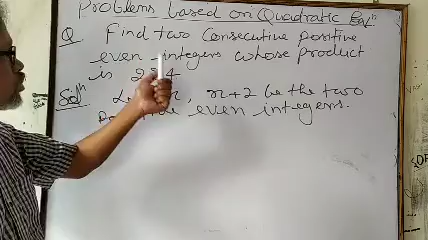 Problems based on Quadratic Eqⁿ
Q Find two consecutive positive
even integers whose product
is
Solⁿ , x+2 be the two
even integers.